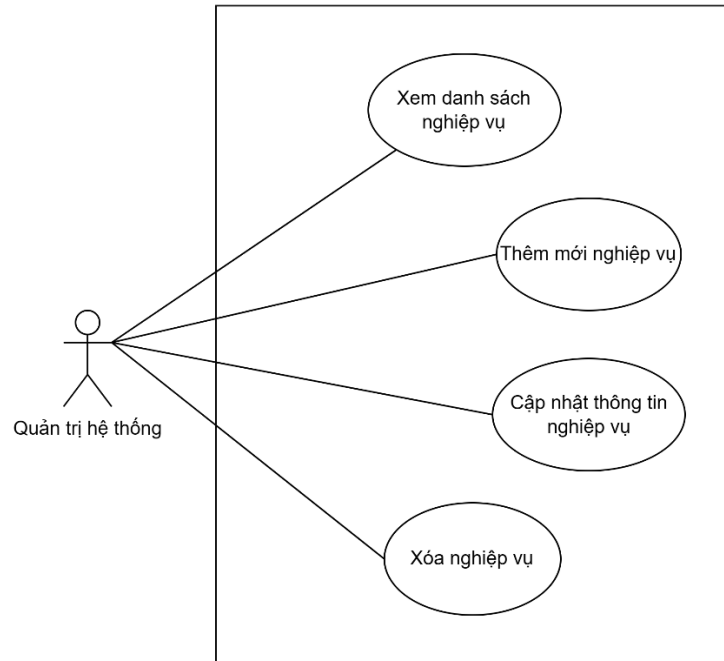 Xem danh sách
nghiệp vụ
Thêm mới nghiệp vụ
Cập nhật thông tin
nghiệp vụ
Quản trị hệ thống
Xóa nghiệp vụ